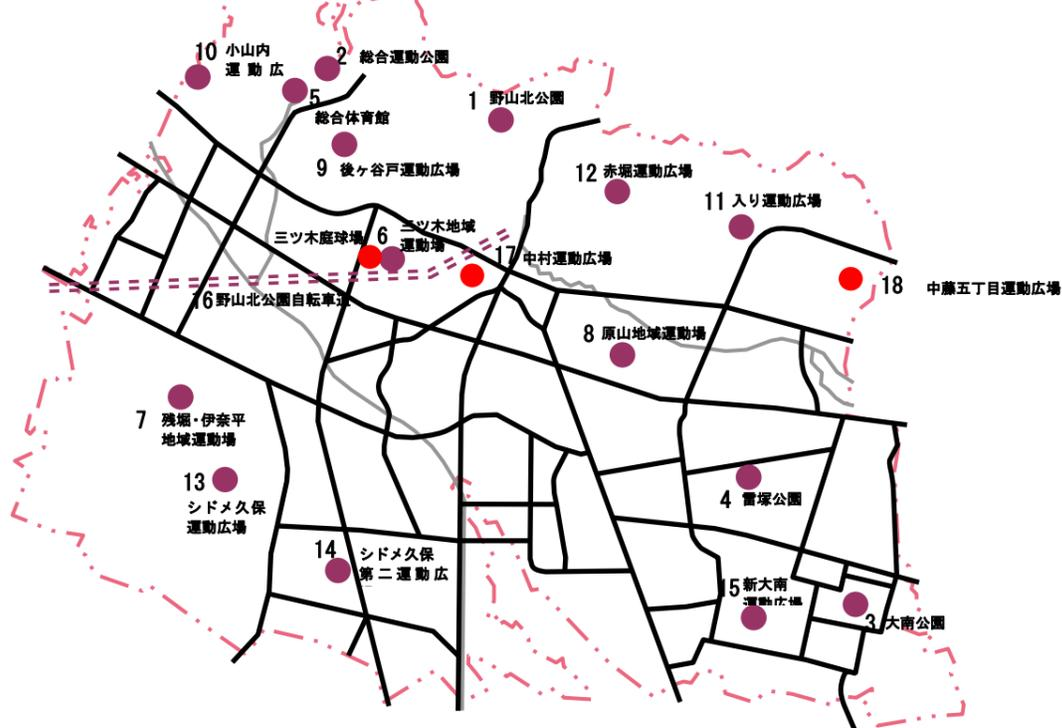 10 小山内
運動広
2 総合運動公園
5
総合体育館
1 野山北公園
9 後ヶ谷戸運動広場
12 赤堀運動広場
11 入り運動広場
三ツ木庭球場
6 三ツ木地域
運動場
17 中村運動広場
16 野山北公園自転車道
18 中藤五丁目運動広場
8 原山地域運動場
7 残堀・伊奈平
地域運動場
13
シドメ久保
運動広場
4 雷塚公園
14 シドメ久保
第二運動広
15 新大南
運動広場
3 大南公園